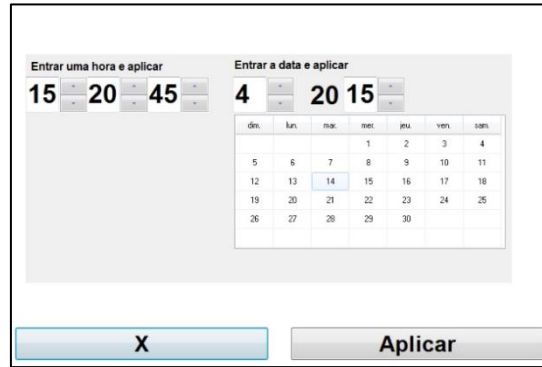 Entrar uma hora e aplicar
15 20 45
Entrar a data e aplicar
4 20 15
dim. lun. mar. mer. jeu. ven. sam.
1 2 3 4
5 6 7 8 9 10 11
12 13 14 15 16 17 18
19 20 21 22 23 24 25
26 27 28 29 30
X Aplicar